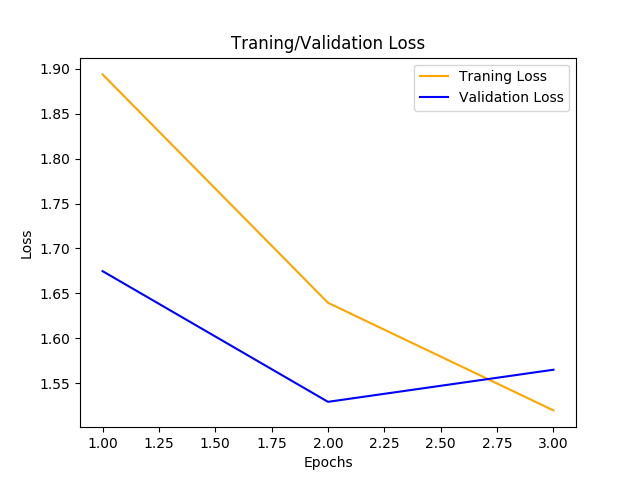 Traning/Validation Loss
Traning Loss
Validation Loss
Loss
1.90
1.85
1.80
1.75
1.70
1.65
1.60
1.55
1.00 1.25 1.50 1.75 2.00 2.25 2.50 2.75 3.00
Epochs